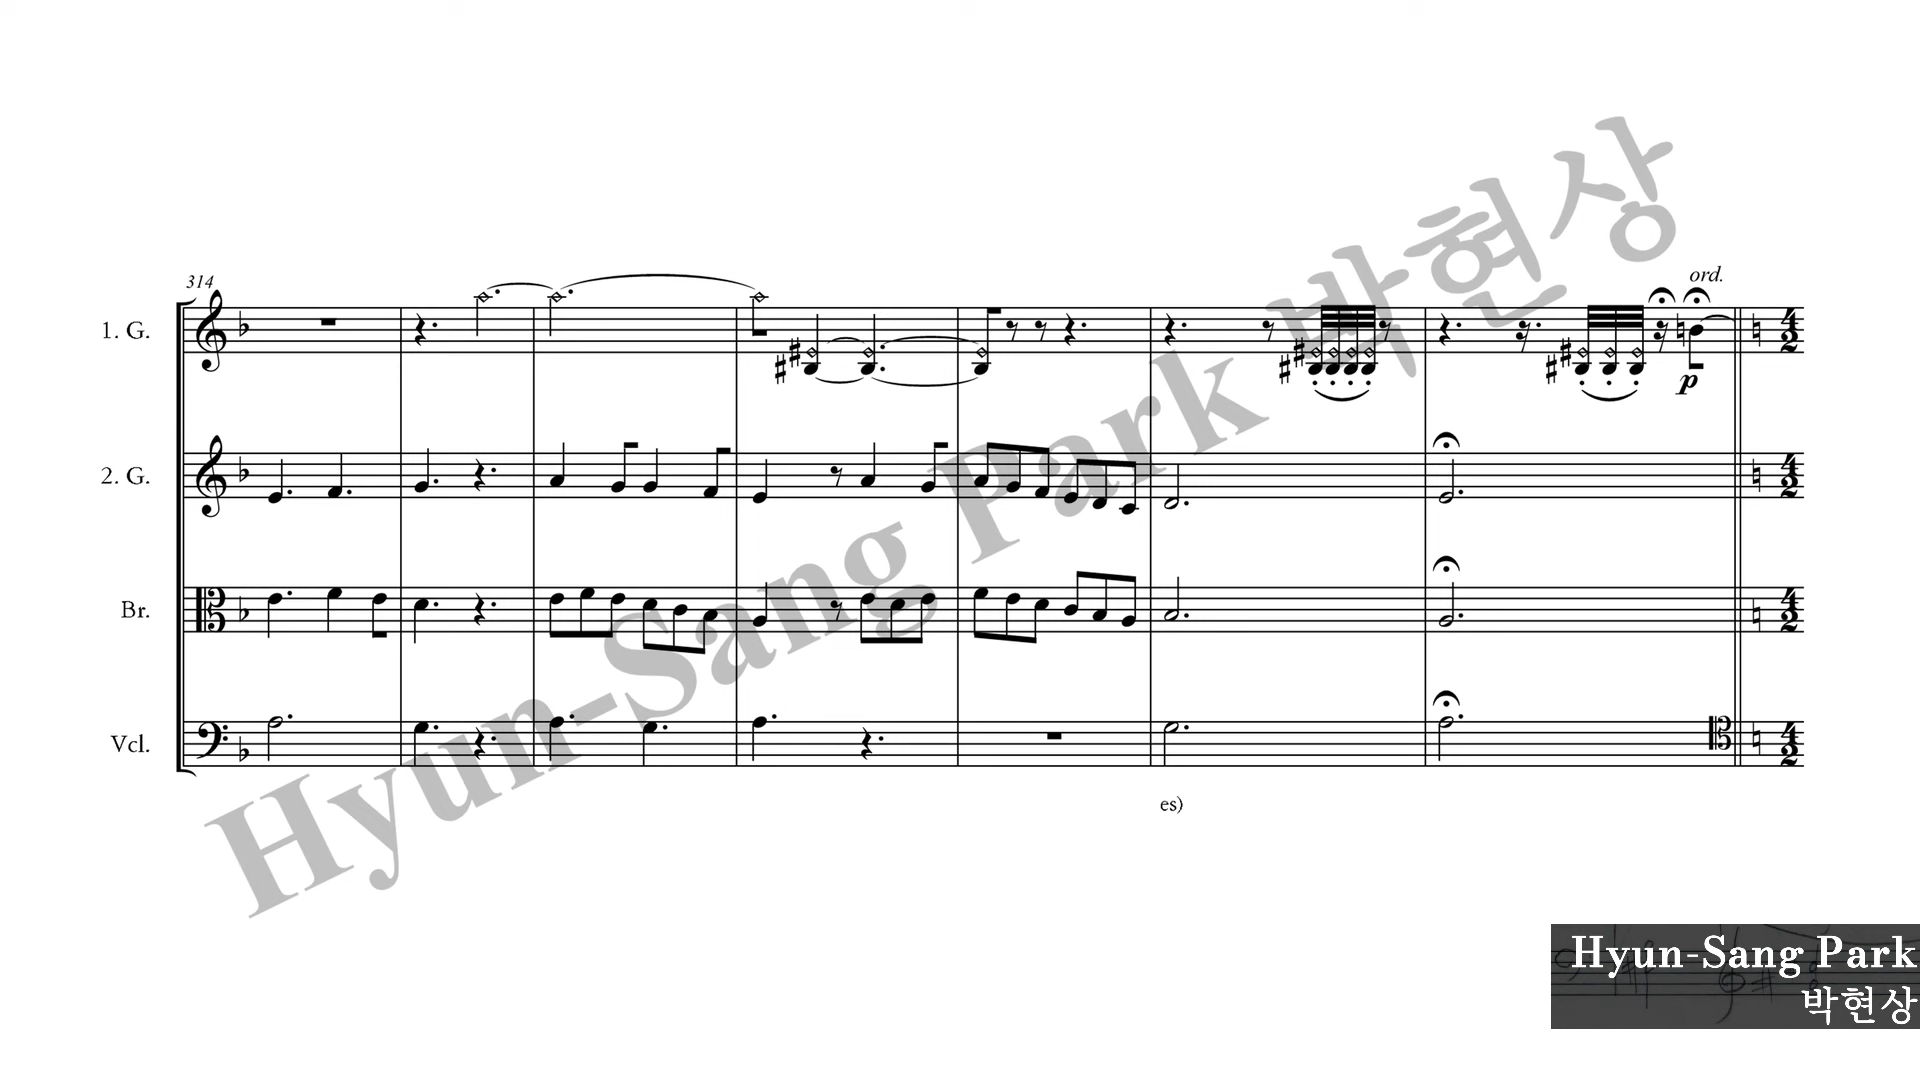 314
ord.
1. G.
p
2. G.
Br.
Vcl.
es)
Hyun-Sang Park 박현상
Hyun-Sang Park
박현상